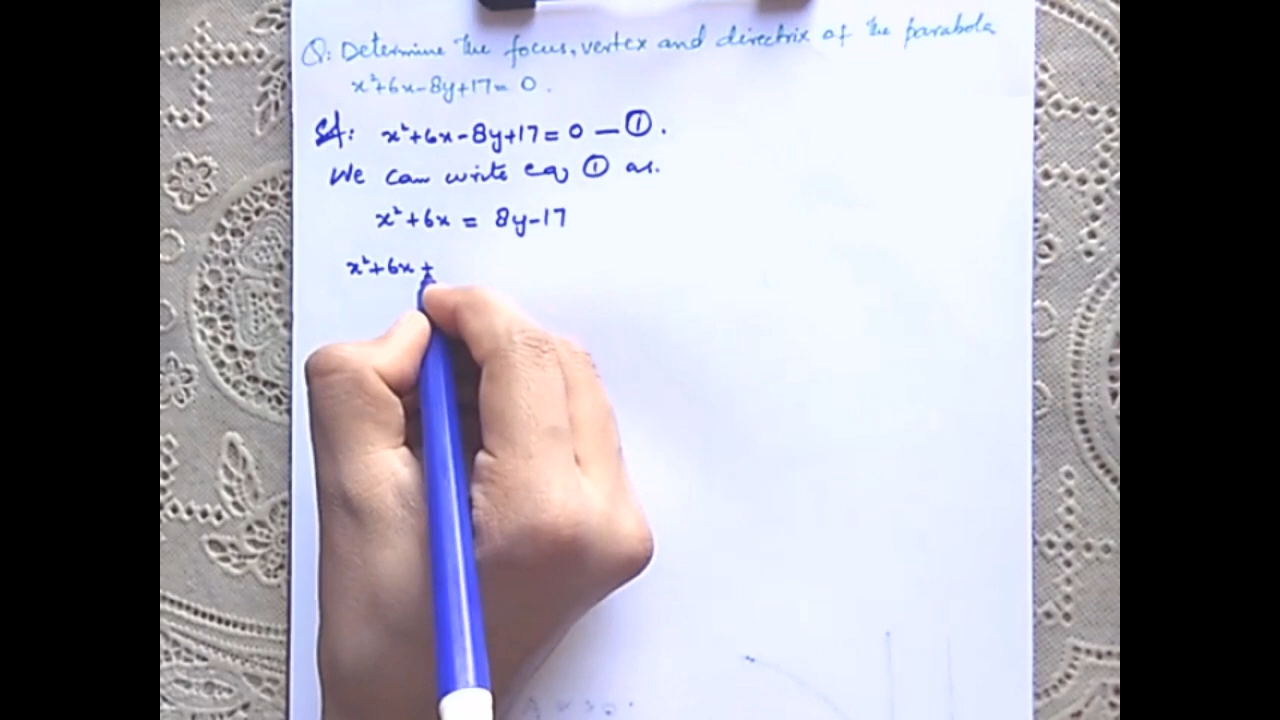 Q: Determine the focus, vertex and directrix of the parabola
x²+6x-8y+17= 0.
Sol: x²+6x-8y+17=0 — ①.
We can write eq ① as.
x²+6x = 8y-17
x²+6x +